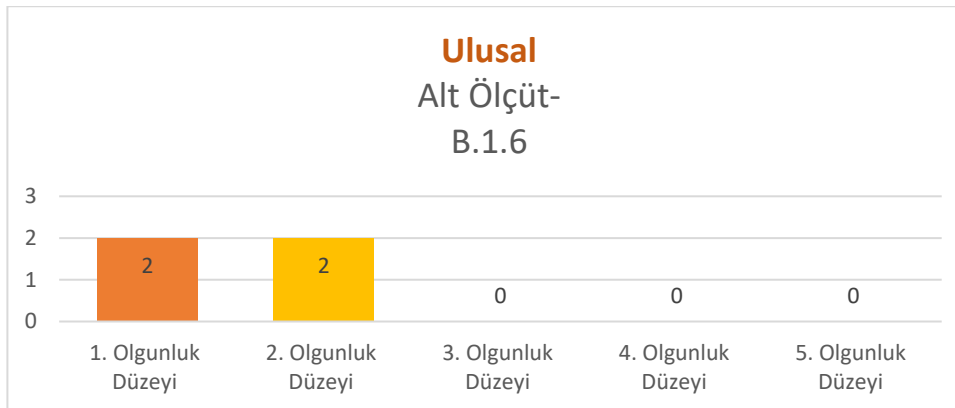 Ulusal
Alt Ölçüt-
B.1.6
3
2
1
0
2
2
0
0
0
1. Olgunluk
Düzeyi
2. Olgunluk
Düzeyi
3. Olgunluk
Düzeyi
4. Olgunluk
Düzeyi
5. Olgunluk
Düzeyi